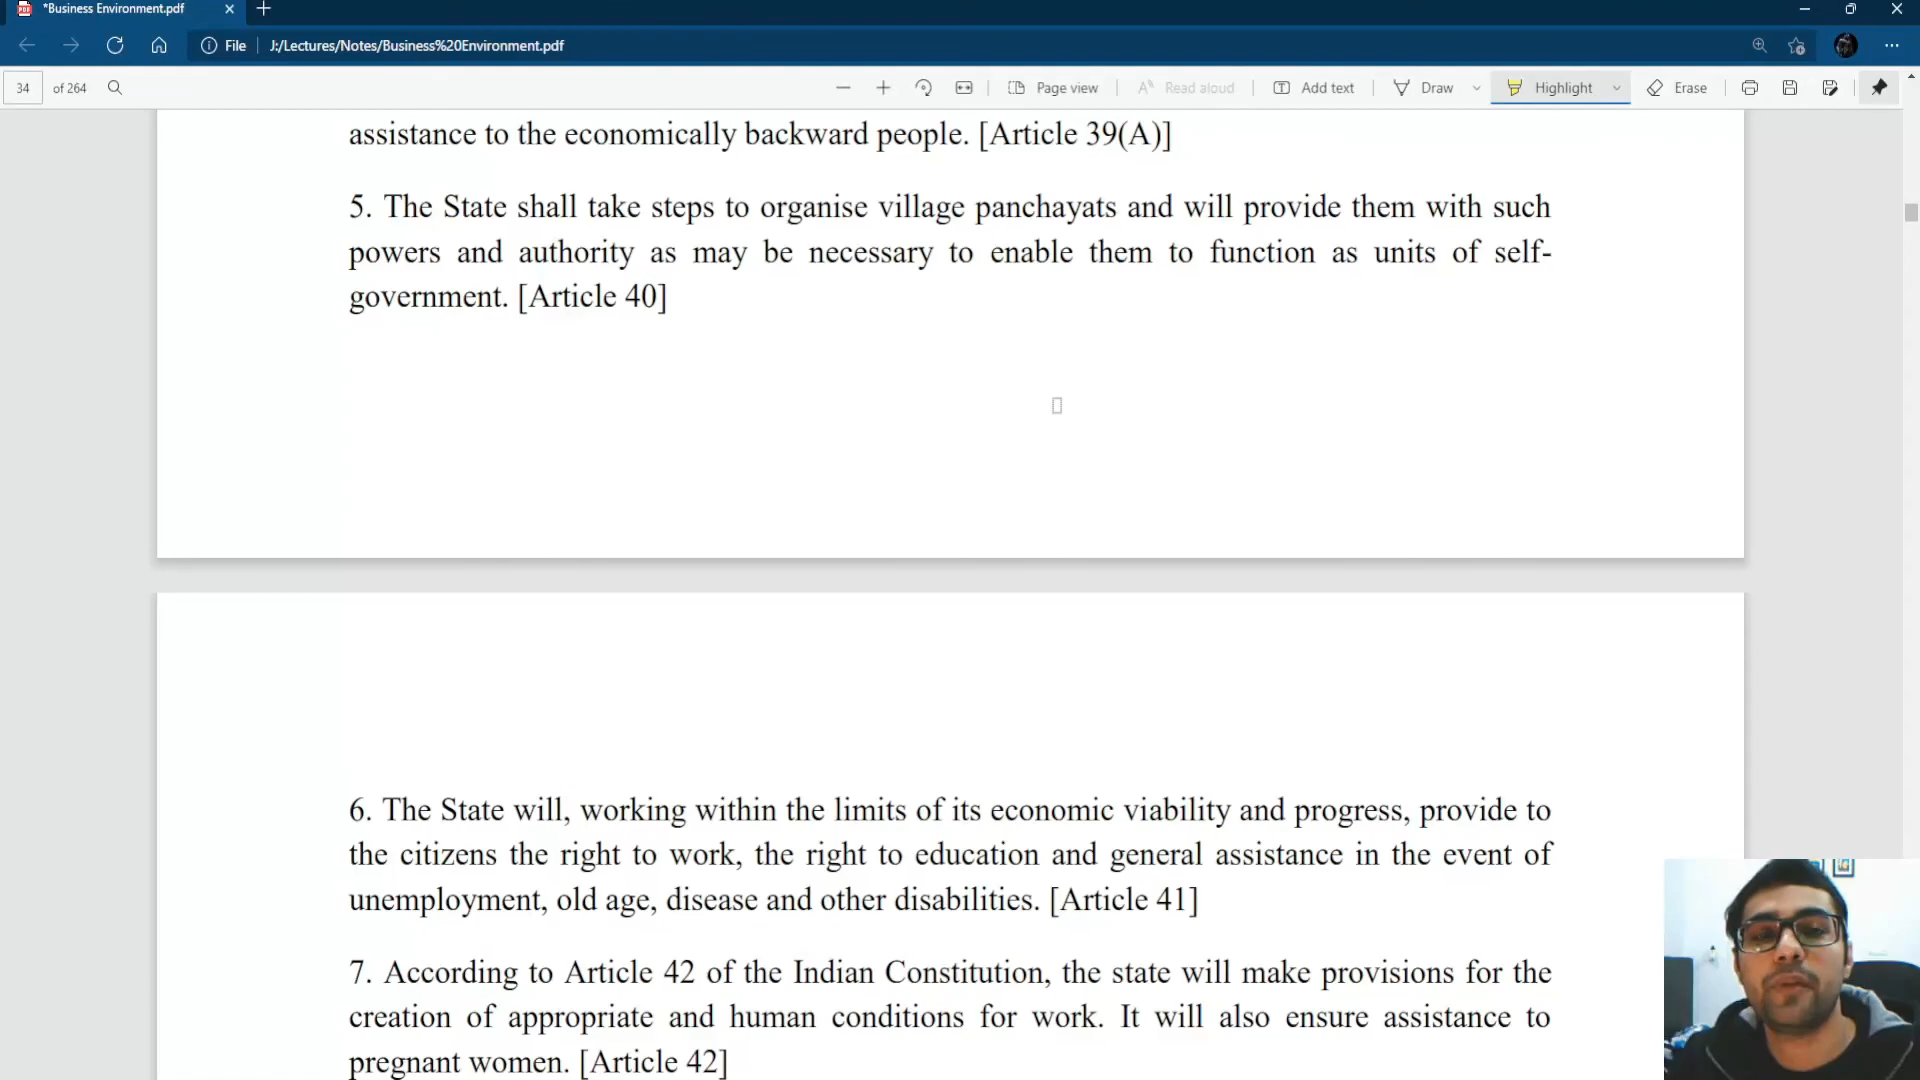 *Business Environment.pdf
File J:/Lectures/Notes/Business%20Environment.pdf
34 of 264 Page view Read aloud Add text Draw Highlight Erase
assistance to the economically backward people. [Article 39(A)]
5. The State shall take steps to organise village panchayats and will provide them with such
powers and authority as may be necessary to enable them to function as units of self-
government. [Article 40]
6. The State will, working within the limits of its economic viability and progress, provide to
the citizens the right to work, the right to education and general assistance in the event of
unemployment, old age, disease and other disabilities. [Article 41]
7. According to Article 42 of the Indian Constitution, the state will make provisions for the
creation of appropriate and human conditions for work. It will also ensure assistance to
pregnant women. [Article 42]